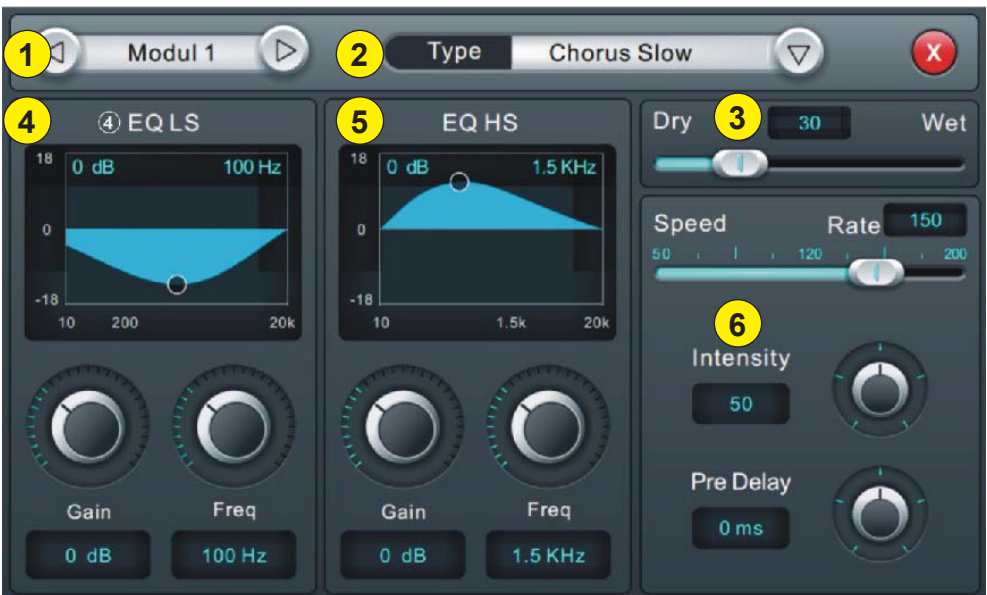 1 Modul 1 2 Type Chorus Slow X
4 ④ EQ LS
18 0 dB 100 Hz
0
-18
10 200 20k
Gain Freq
0 dB 100 Hz
5 EQ HS
18 0 dB 1.5 KHz
0
-18
10 1.5k 20k
Gain Freq
0 dB 1.5 KHz
Dry 3 30 Wet
Speed Rate 150
50 120 200
6
Intensity
50
Pre Delay
0 ms